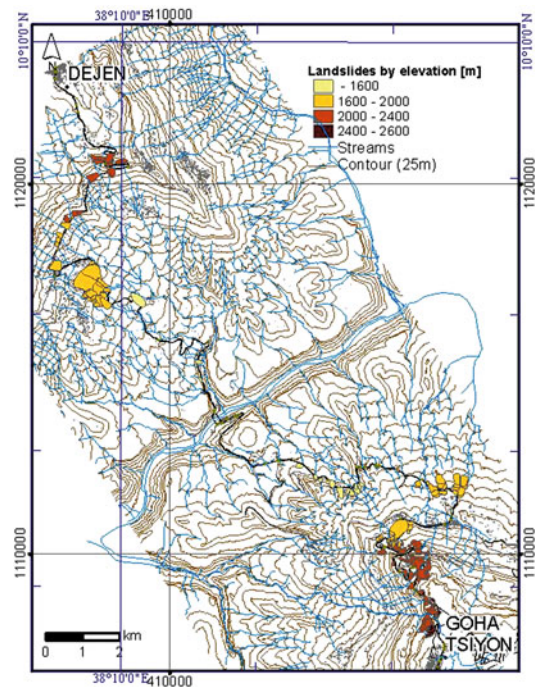 410000
38°10'0"E
10°10'0"N
10°10'0"N
DEJEN
Landslides by elevation [m]
- 1600
1600 - 2000
2000 - 2400
2400 - 2600
Streams
Contour (25m)
1120000
1120000
1110000
1110000
GOHA
TSIYON
0 1 2 km
38°10'0"E
410000